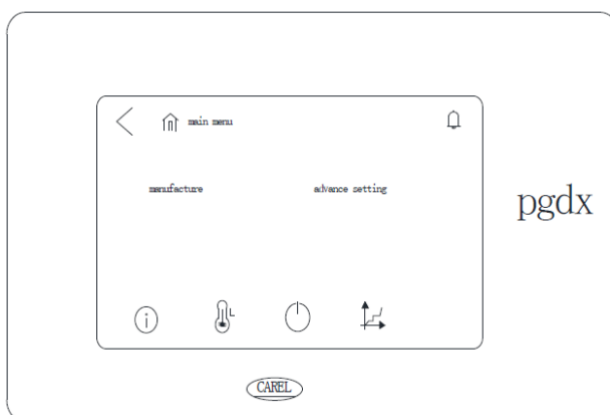 main menu
manufacture
advance setting
pgdx
i
L
CAREL